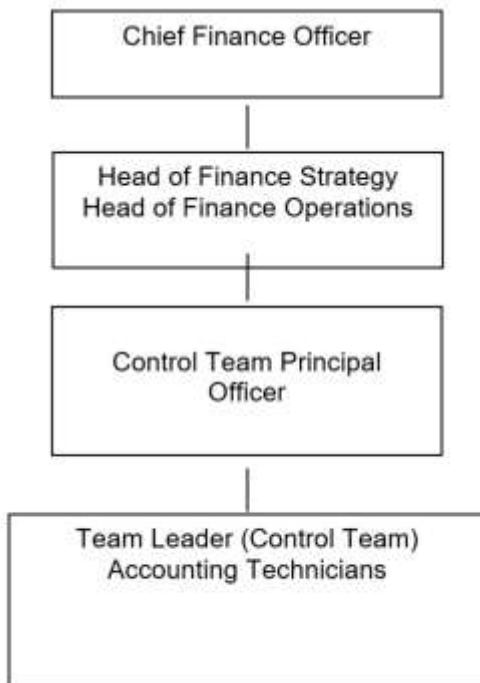 Chief Finance Officer
Head of Finance Strategy
Head of Finance Operations
Control Team Principal
Officer
Team Leader (Control Team)
Accounting Technicians